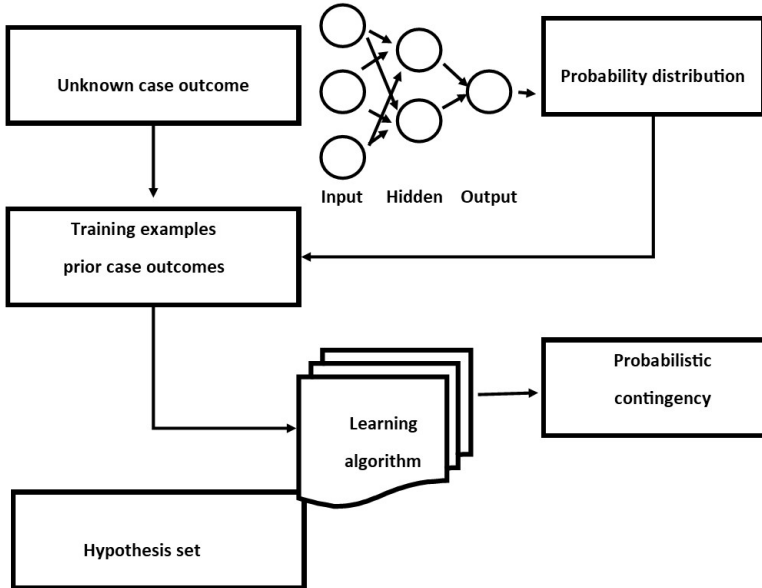 Unknown case outcome
Probability distribution
Input Hidden Output
Training examples
prior case outcomes
Probabilistic
contingency
Learning
algorithm
Hypothesis set